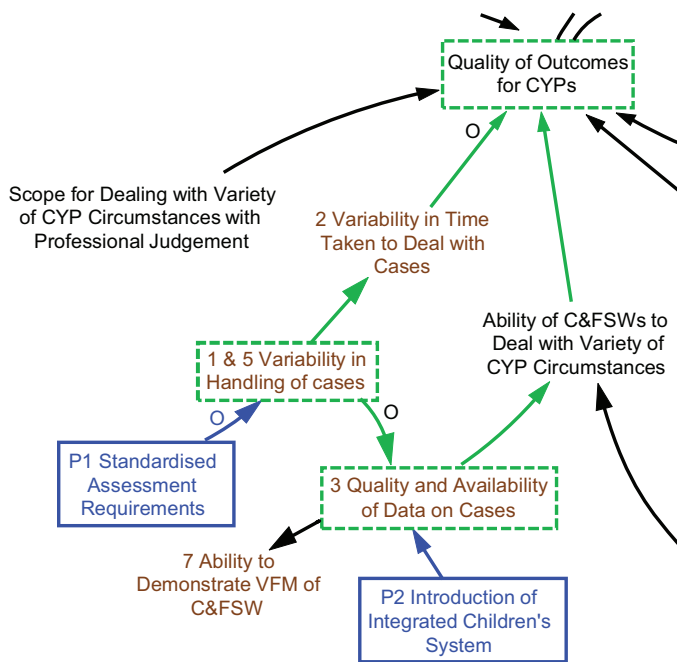 Quality of Outcomes
for CYPs
O
Scope for Dealing with Variety
of CYP Circumstances with
Professional Judgement
2 Variability in Time
Taken to Deal with
Cases
Ability of C&FSWs to
Deal with Variety of
CYP Circumstances
1 & 5 Variability in
Handling of cases
O
O
P1 Standardised
Assessment
Requirements
3 Quality and Availability
of Data on Cases
7 Ability to
Demonstrate VFM of
C&FSW
P2 Introduction of
Integrated Children's
System